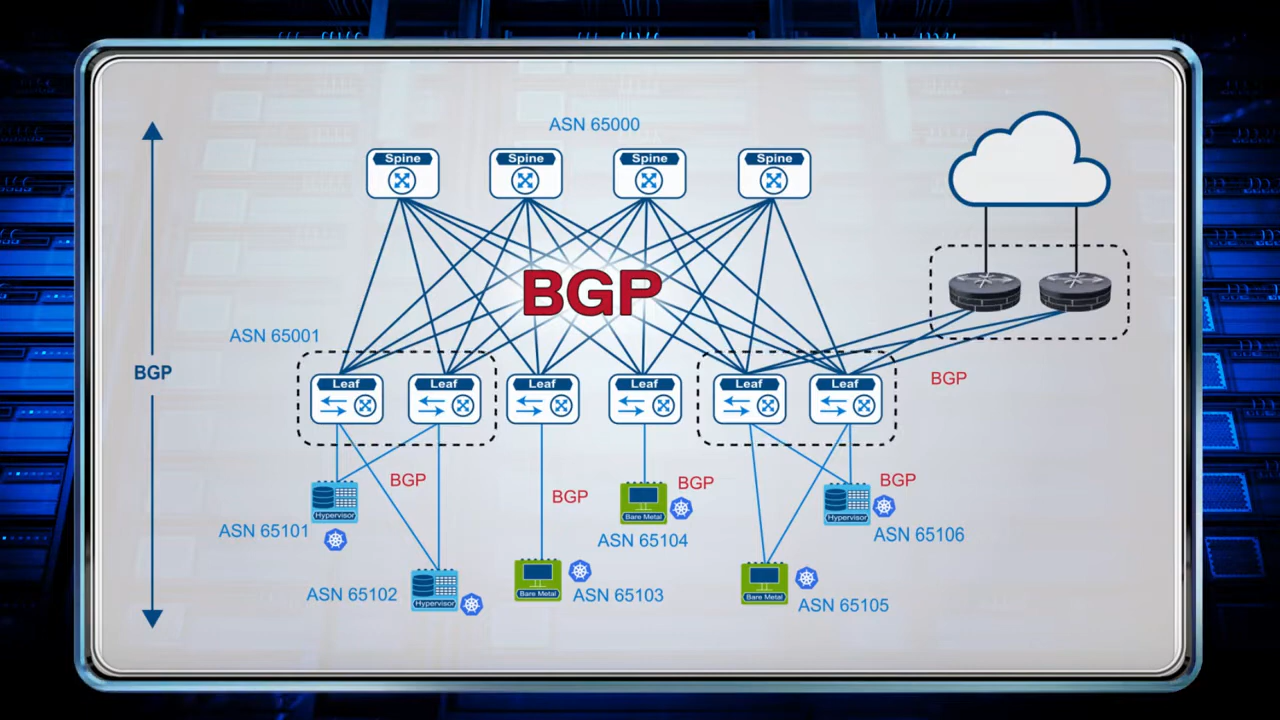 ASN 65000
Spine
Spine
Spine
Spine
BGP
ASN 65001
BGP
BGP
Leaf
Leaf
Leaf
Leaf
Leaf
Leaf
BGP
BGP
BGP
BGP
Hypervisor
Bare Metal
Hypervisor
ASN 65101
ASN 65104
ASN 65106
Hypervisor
Bare Metal
Bare Metal
ASN 65102
ASN 65103
ASN 65105